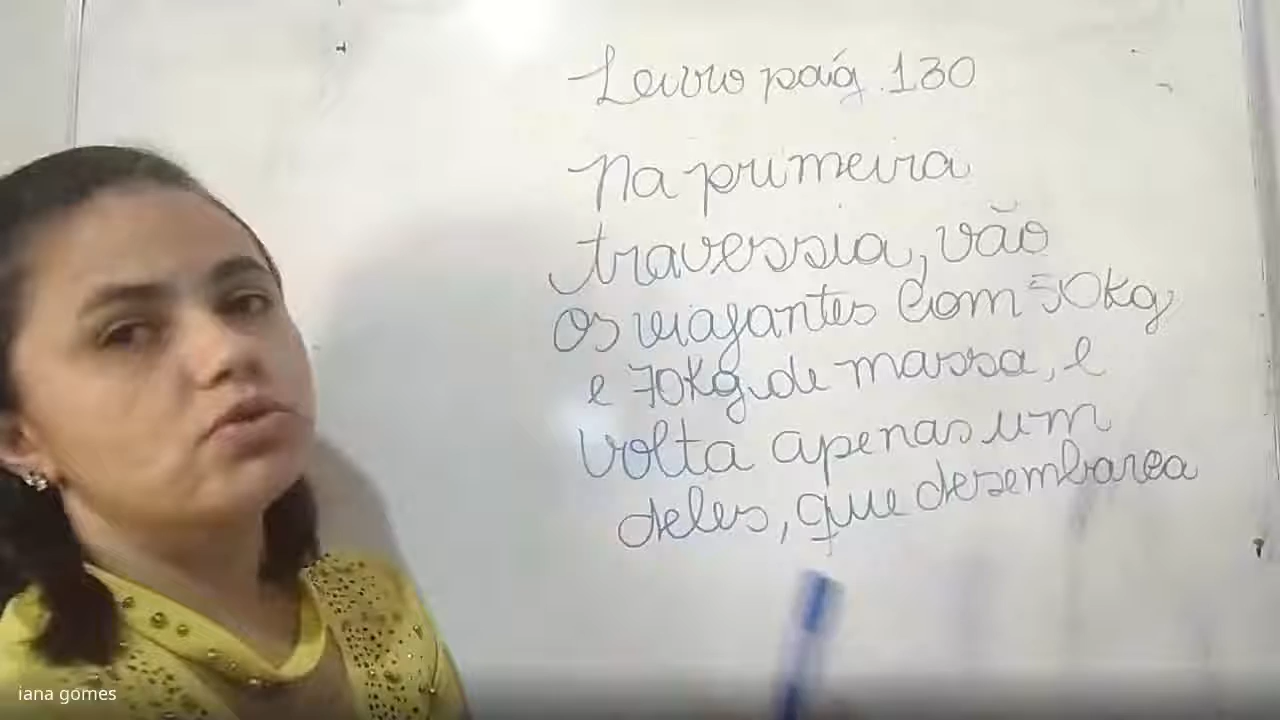 Livro pág. 130
Na primeira
travessia, vão
os viajantes com 50kg
e 70kg de massa, e
volta apenas um
deles, que desembarca
iana gomes